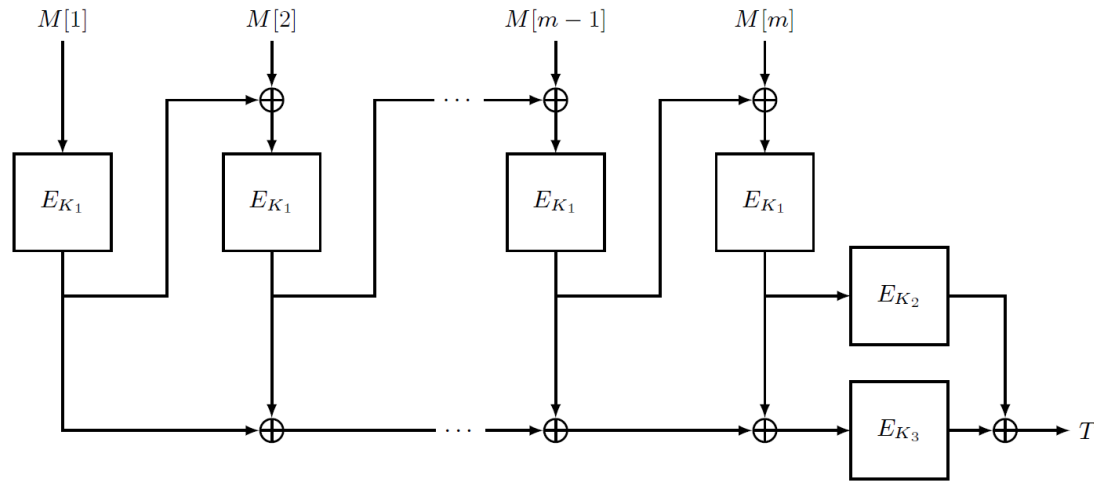 M[1] M[2] M[m − 1] M[m]
· · ·
E_{K_1} E_{K_1} E_{K_1} E_{K_1}
E_{K_2}
· · · E_{K_3} T